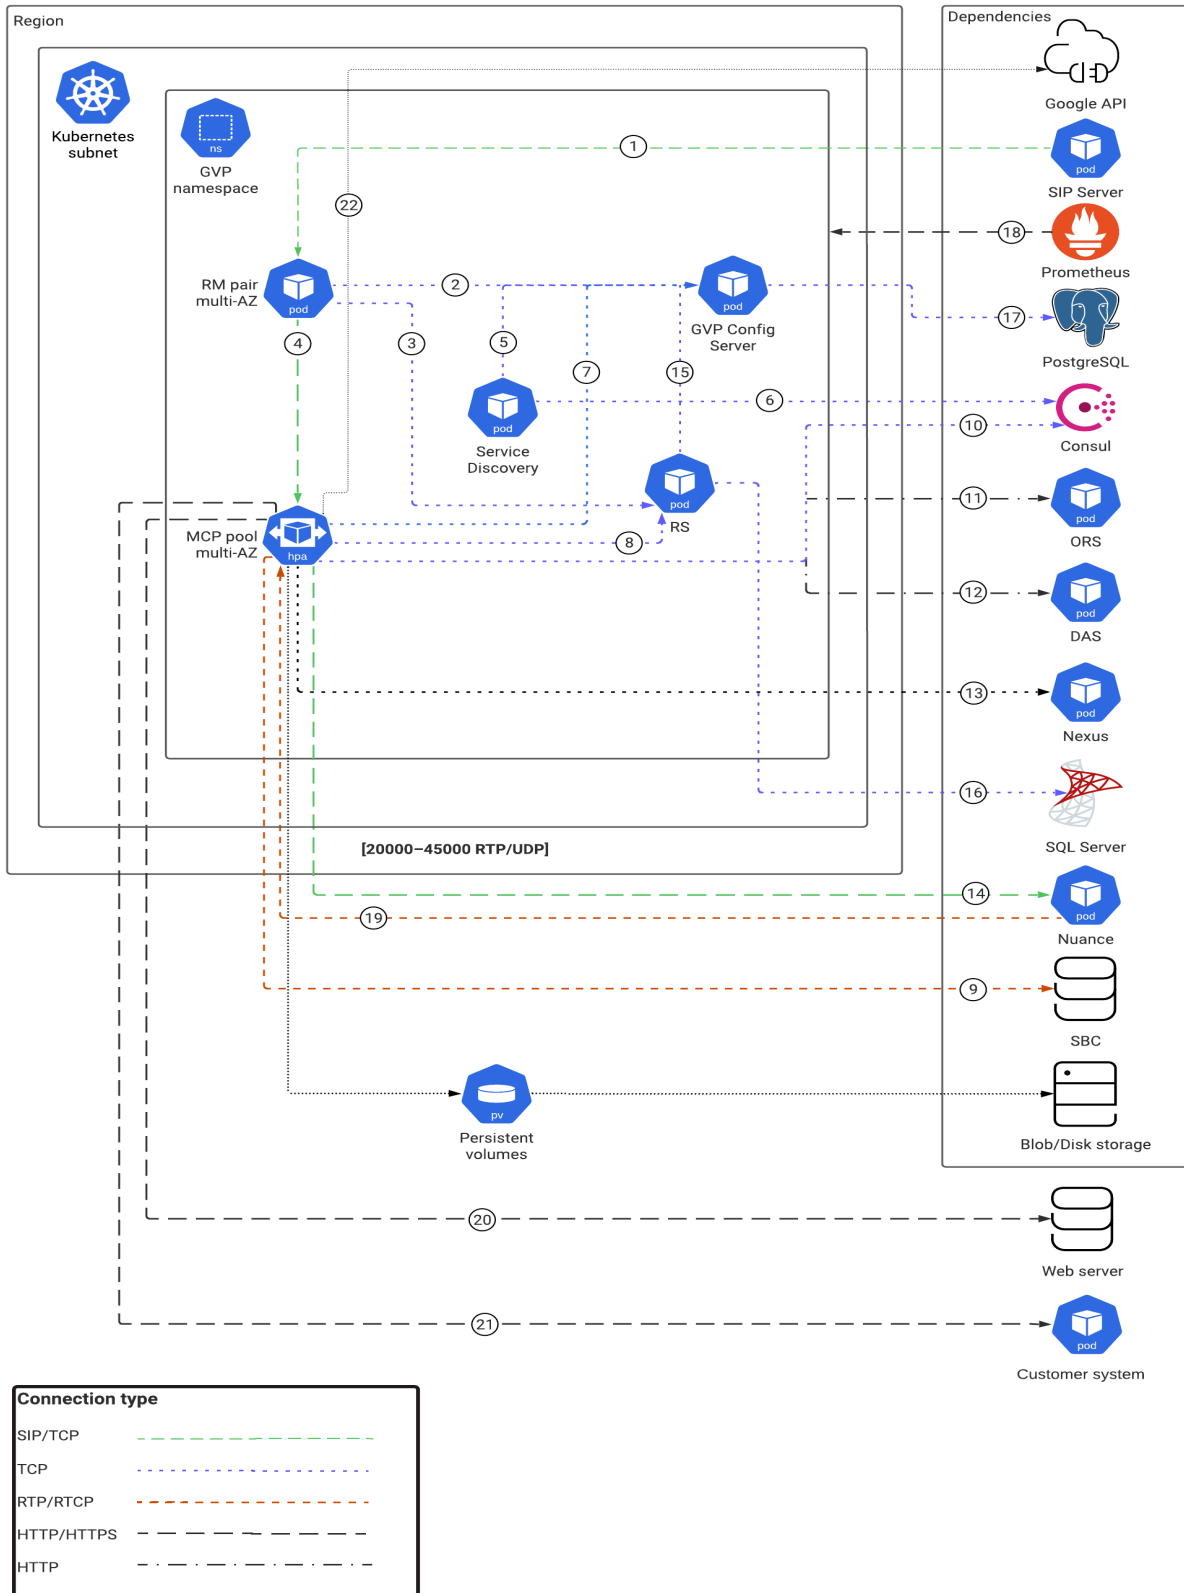 Region
Dependencies
Google API
Kubernetes
subnet
ns
GVP
namespace
1
pod
SIP Server
22
18
Prometheus
RM pair
multi-AZ
pod
2
pod
GVP Config
Server
17
PostgreSQL
4
3
5
7
15
6
pod
Service
Discovery
10
Consul
pod
RS
11
pod
ORS
MCP pool
multi-AZ
hpa
8
12
pod
DAS
13
pod
Nexus
16
SQL Server
[20000–45000 RTP/UDP]
14
pod
Nuance
19
9
SBC
pv
Persistent
volumes
Blob/Disk storage
20
Web server
21
pod
Customer system
Connection type
SIP/TCP
TCP
RTP/RTCP
HTTP/HTTPS
HTTP